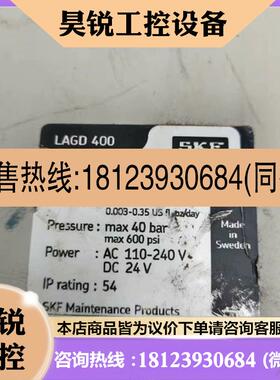 昊锐工控设备
LAGD 400
SKF
售热线:18123930684(同
0.003-0.35 US fl.oz/day
Pressure : max 40 bar
max 600 psi
Made in
Sweden
Power : AC 110-240 V
DC 24 V
IP rating : 54
SKF Maintenance Products
锐
控
本店商品皆为议价下单请咨询客服
咨询热线:18123930684 (微